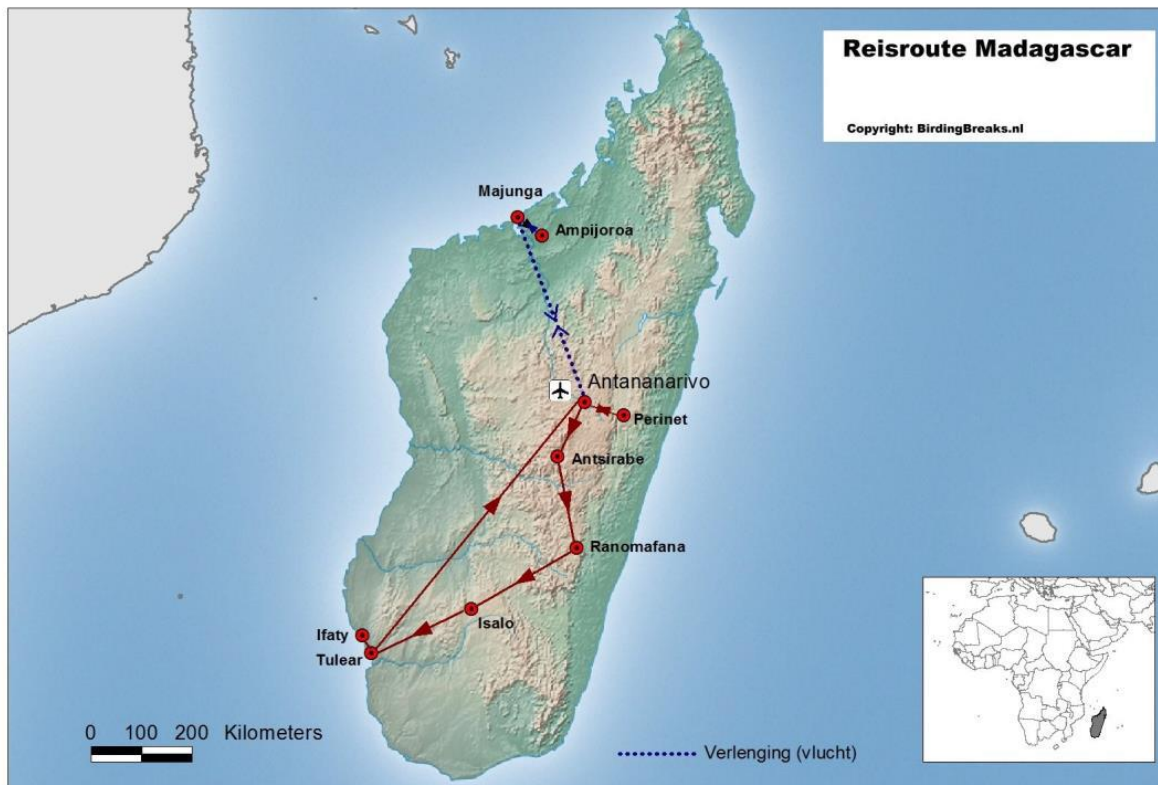 Reisroute Madagascar
Copyright: BirdingBreaks.nl
Majunga
Ampijoroa
Antananarivo
Perinet
Antsirabe
Ranomafana
Isalo
Ifaty
Tulear
0 100 200 Kilometers
Verlenging (vlucht)